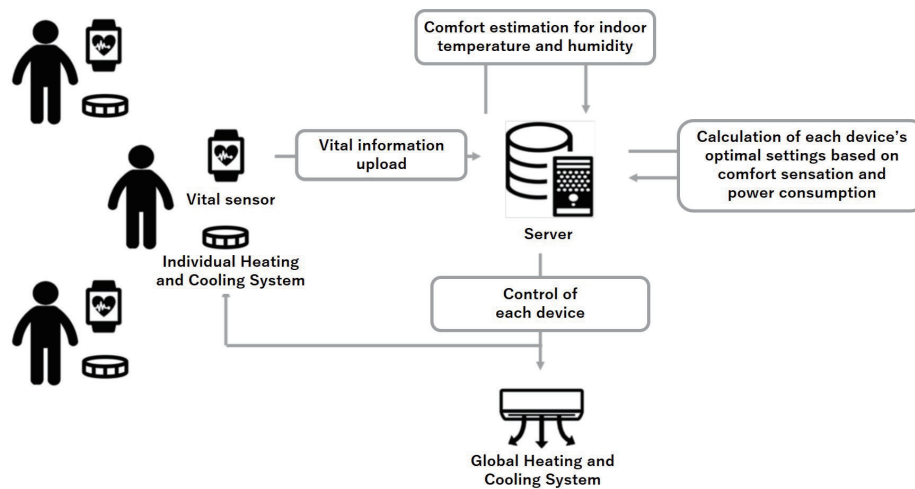 Comfort estimation for indoor
temperature and humidity
Vital information
upload
Calculation of each device's
optimal settings based on
comfort sensation and
power consumption
Vital sensor
Server
Individual Heating
and Cooling System
Control of
each device
Global Heating and
Cooling System